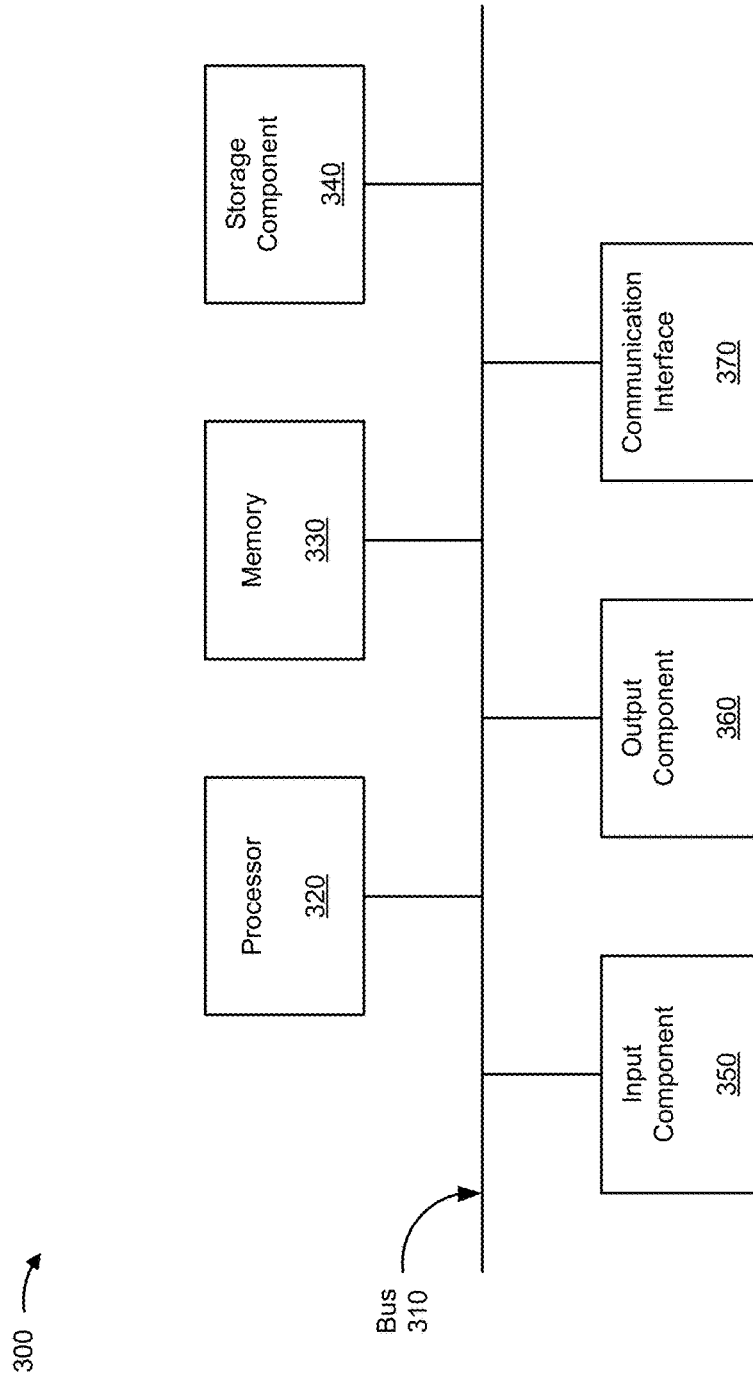 300
Bus
310
Processor
320
Memory
330
Storage
Component
340
Input
Component
350
Output
Component
360
Communication
Interface
370